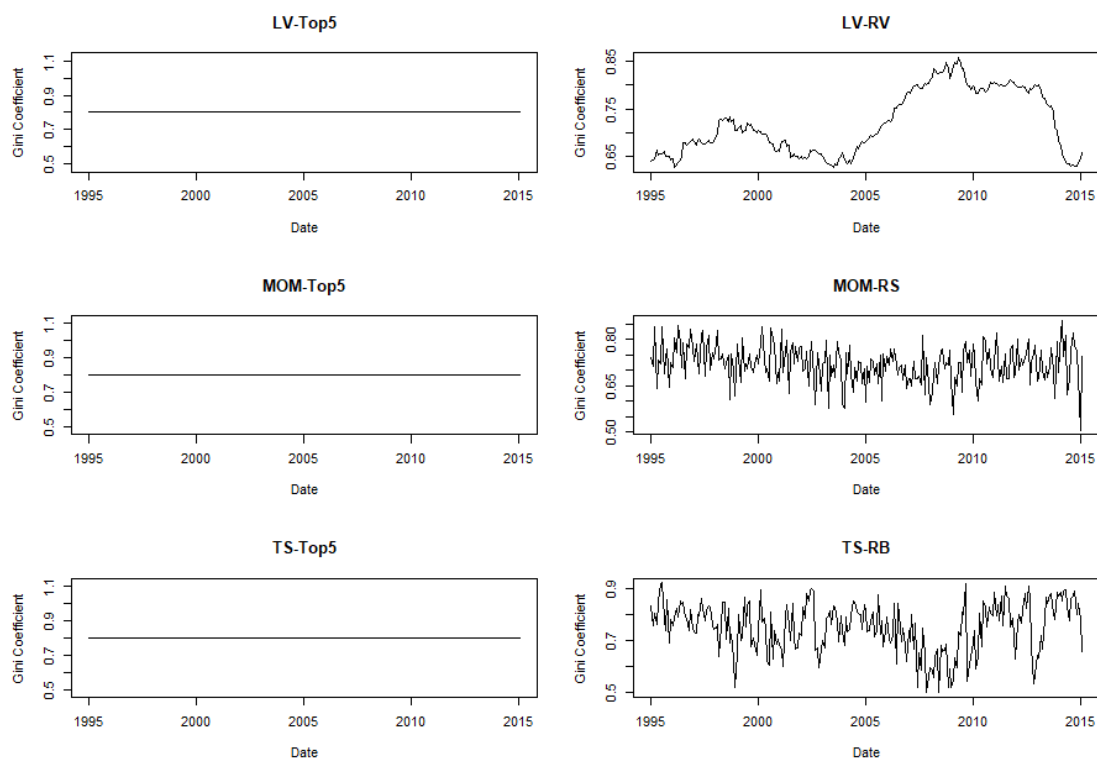 LV-Top5
Gini Coefficient
1.1
0.9
0.7
0.5
1995 2000 2005 2010 2015
Date
LV-RV
Gini Coefficient
0.85
0.75
0.65
1995 2000 2005 2010 2015
Date
MOM-Top5
Gini Coefficient
1.1
0.9
0.7
0.5
1995 2000 2005 2010 2015
Date
MOM-RS
Gini Coefficient
0.80
0.65
0.50
1995 2000 2005 2010 2015
Date
TS-Top5
Gini Coefficient
1.1
0.9
0.7
0.5
1995 2000 2005 2010 2015
Date
TS-RB
Gini Coefficient
0.9
0.7
0.5
1995 2000 2005 2010 2015
Date